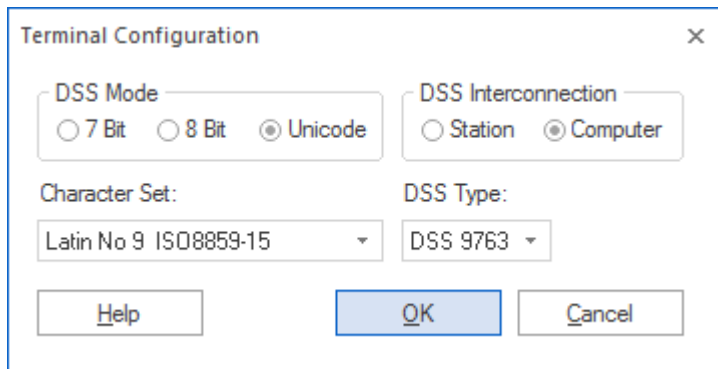 Terminal Configuration
DSS Mode
7 Bit 8 Bit Unicode
DSS Interconnection
Station Computer
Character Set:
Latin No 9 ISO8859-15
DSS Type:
DSS 9763
Help OK Cancel